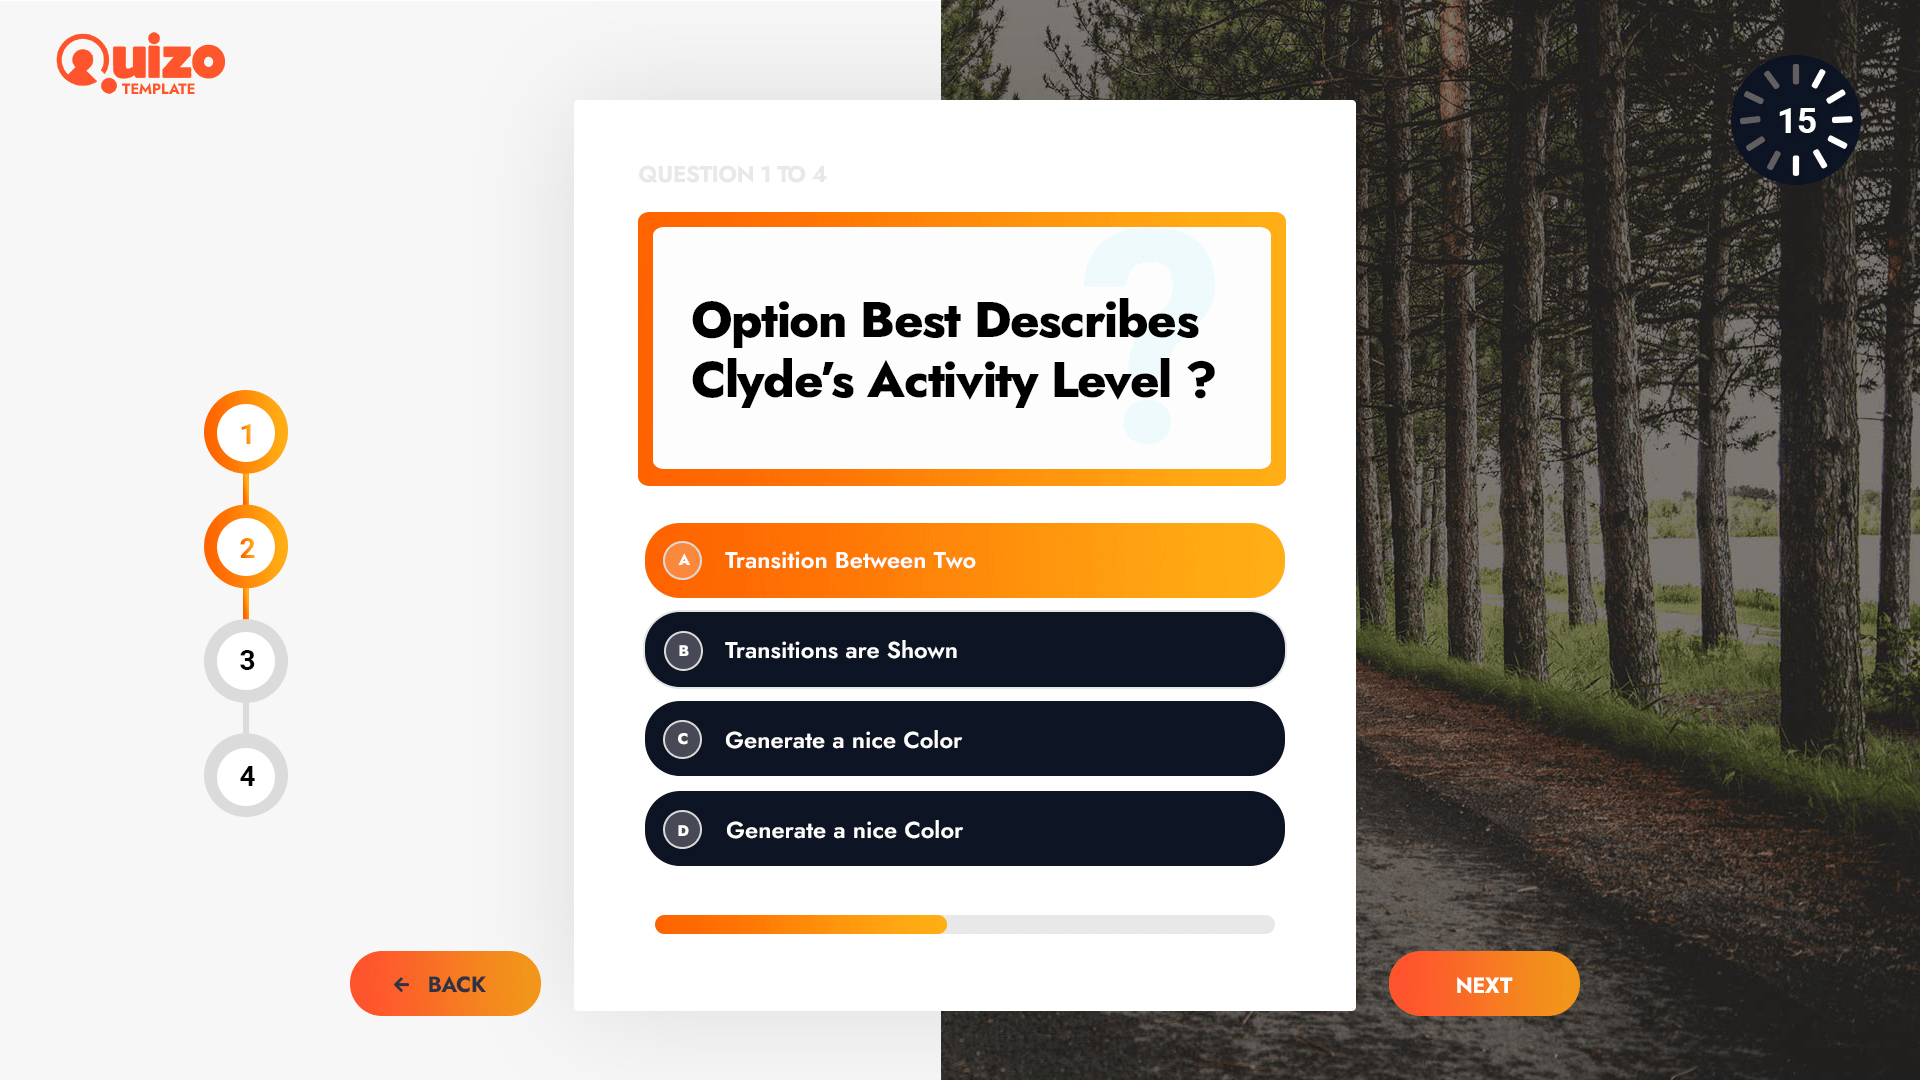 Quizo
TEMPLATE
15
QUESTION 1 TO 4
Option Best Describes
Clyde's Activity Level ?
1
2
3
4
A Transition Between Two
B Transitions are Shown
C Generate a nice Color
D Generate a nice Color
← BACK
NEXT